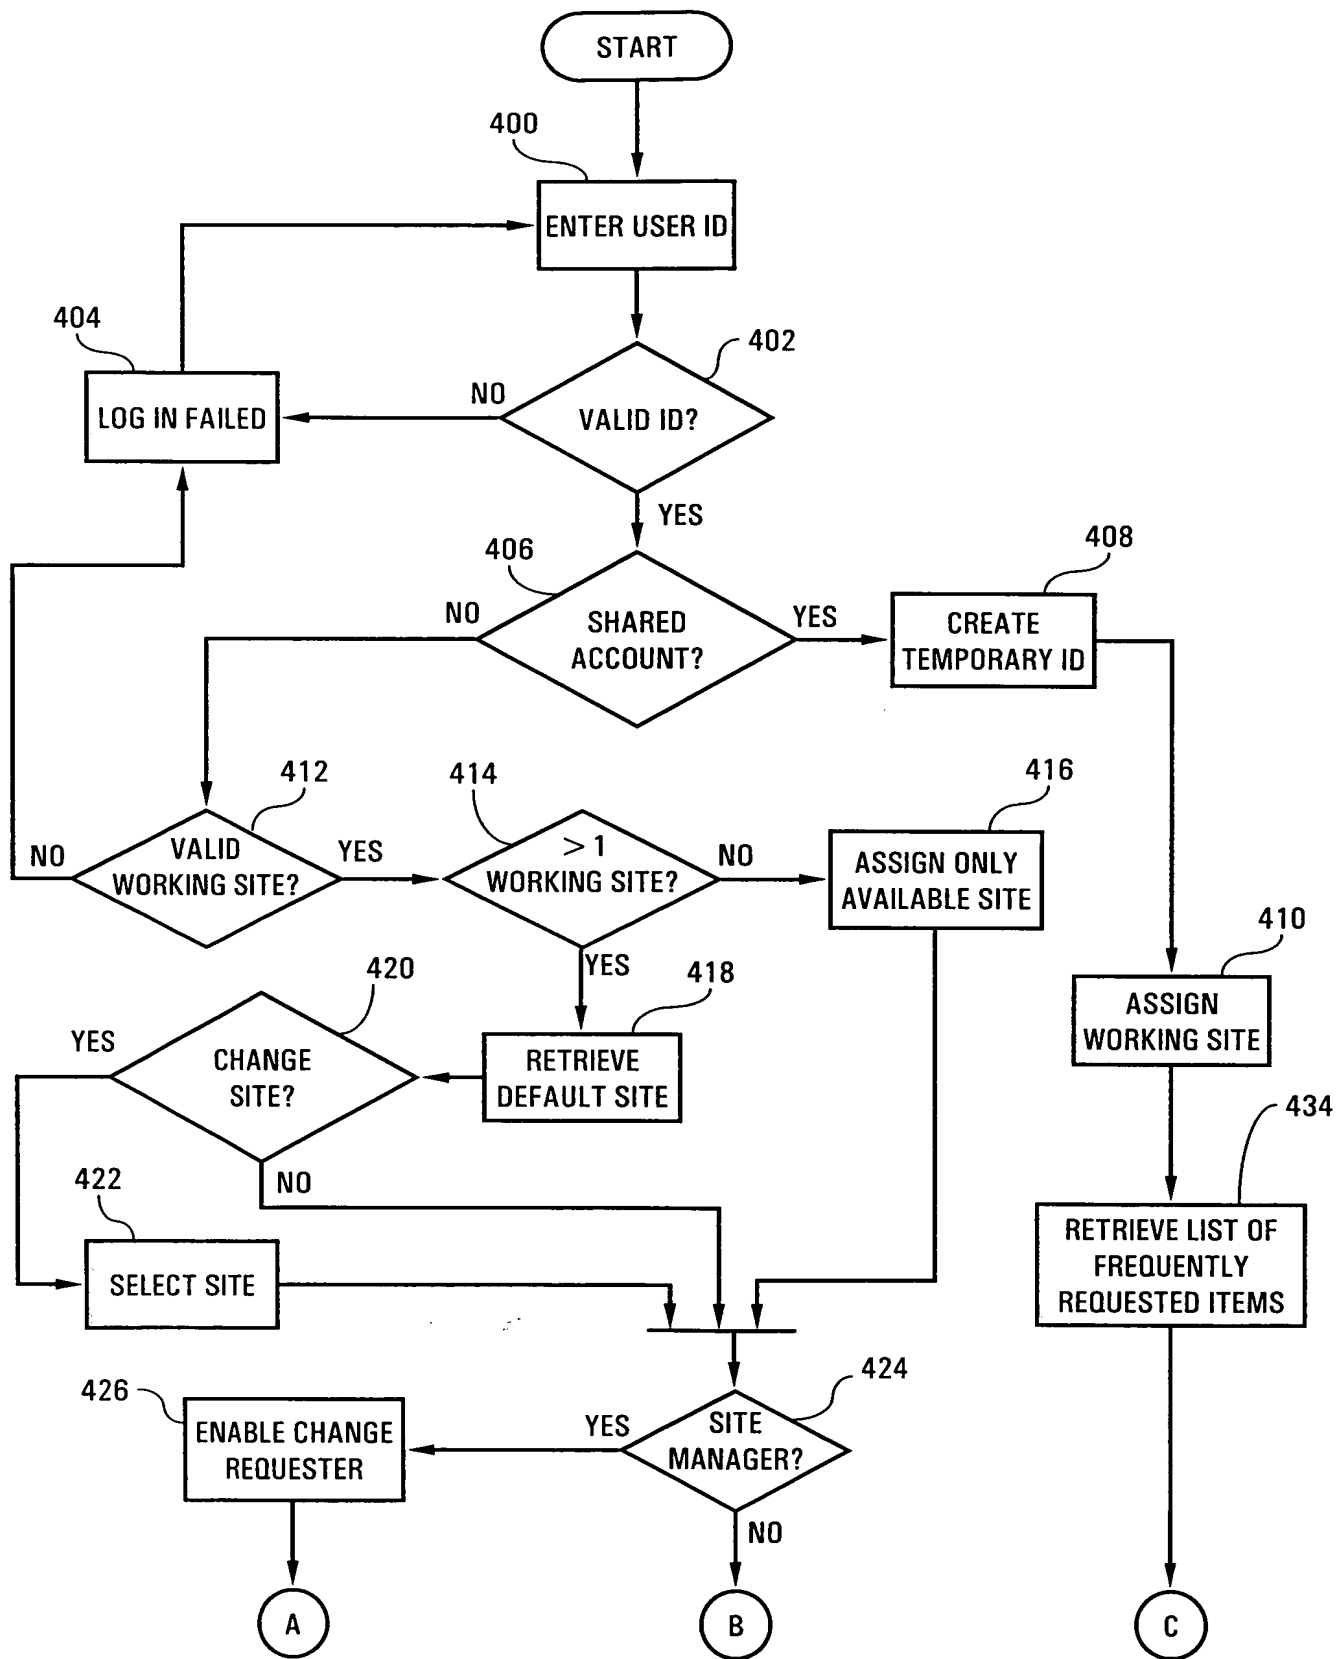 START
400
ENTER USER ID
404
402
LOG IN FAILED
NO
VALID ID?
YES
406
408
NO
SHARED
ACCOUNT?
YES
CREATE
TEMPORARY ID
412
414
416
NO
VALID
WORKING SITE?
YES
> 1
WORKING SITE?
NO
ASSIGN ONLY
AVAILABLE SITE
410
YES
420
418
ASSIGN
WORKING SITE
YES
CHANGE
SITE?
RETRIEVE
DEFAULT SITE
434
NO
422
SELECT SITE
RETRIEVE LIST OF
FREQUENTLY
REQUESTED ITEMS
424
426
ENABLE CHANGE
REQUESTER
YES
SITE
MANAGER?
NO
A
B
C